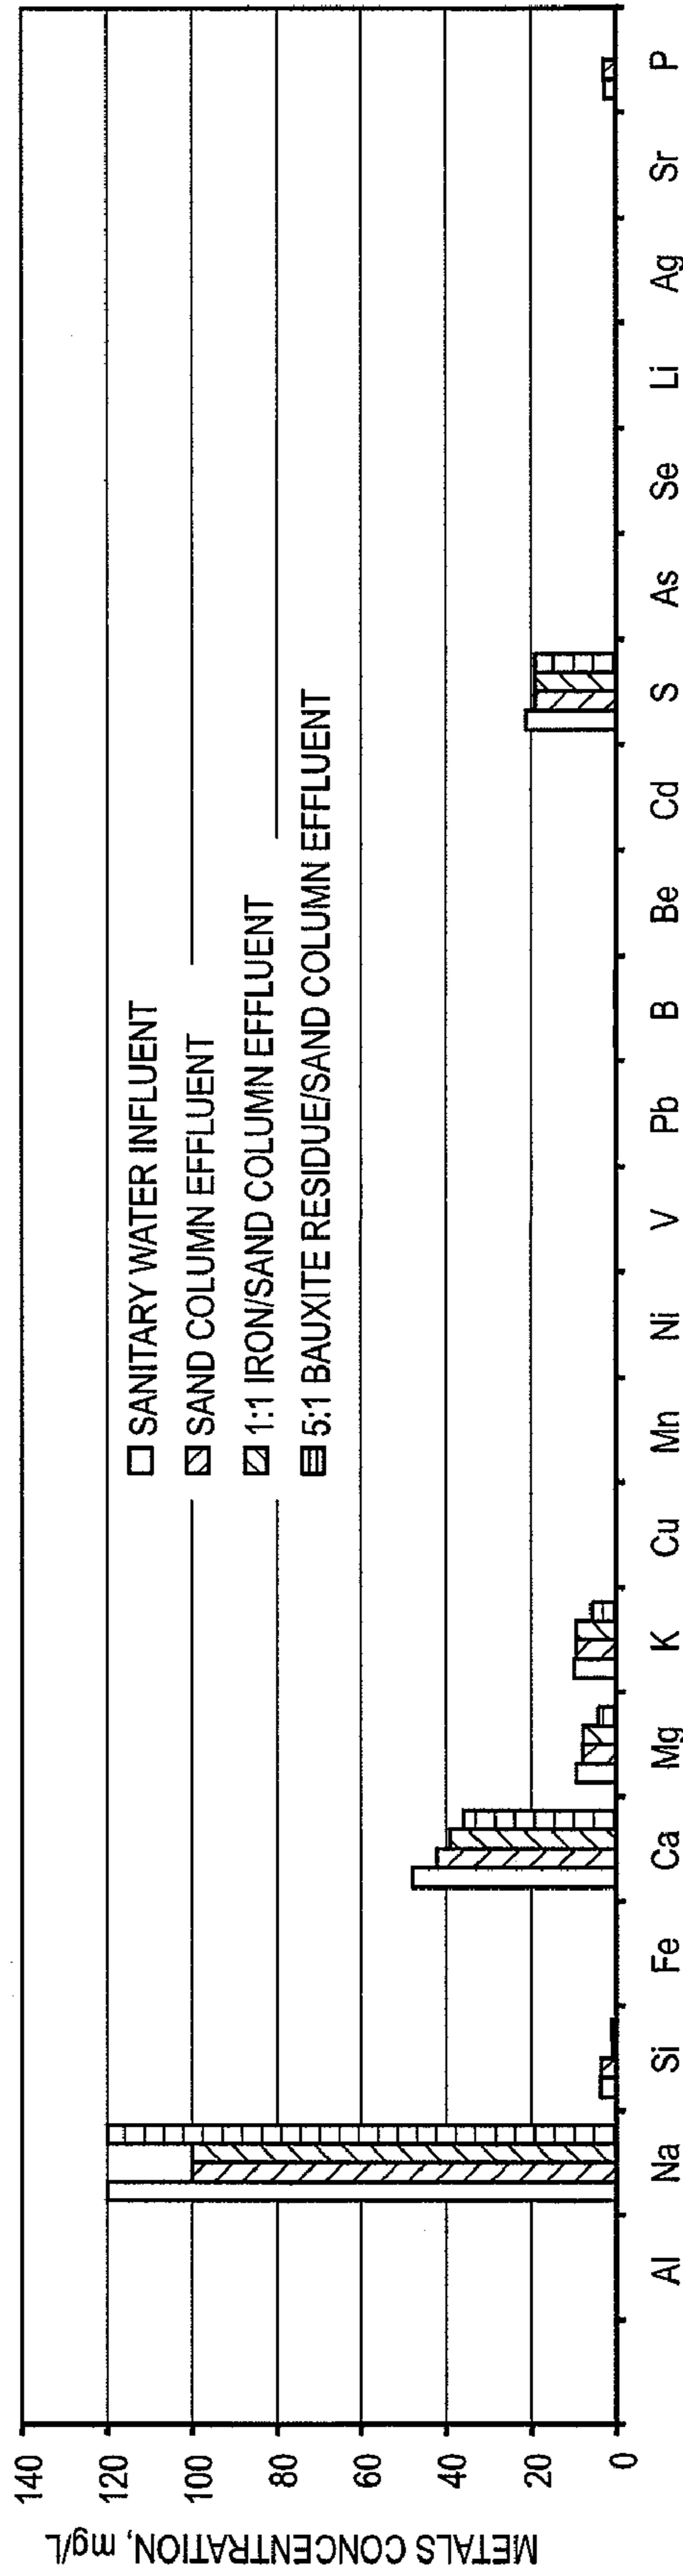 METALS CONCENTRATION, mg/L
140
120
100
80
60
40
20
0
SANITARY WATER INFLUENT
SAND COLUMN EFFLUENT
1:1 IRON/SAND COLUMN EFFLUENT
5:1 BAUXITE RESIDUE/SAND COLUMN EFFLUENT
Al Na Si Fe Ca Mg K Cu Mn Ni V Pb B Be Cd S As Se Li Ag Sr P